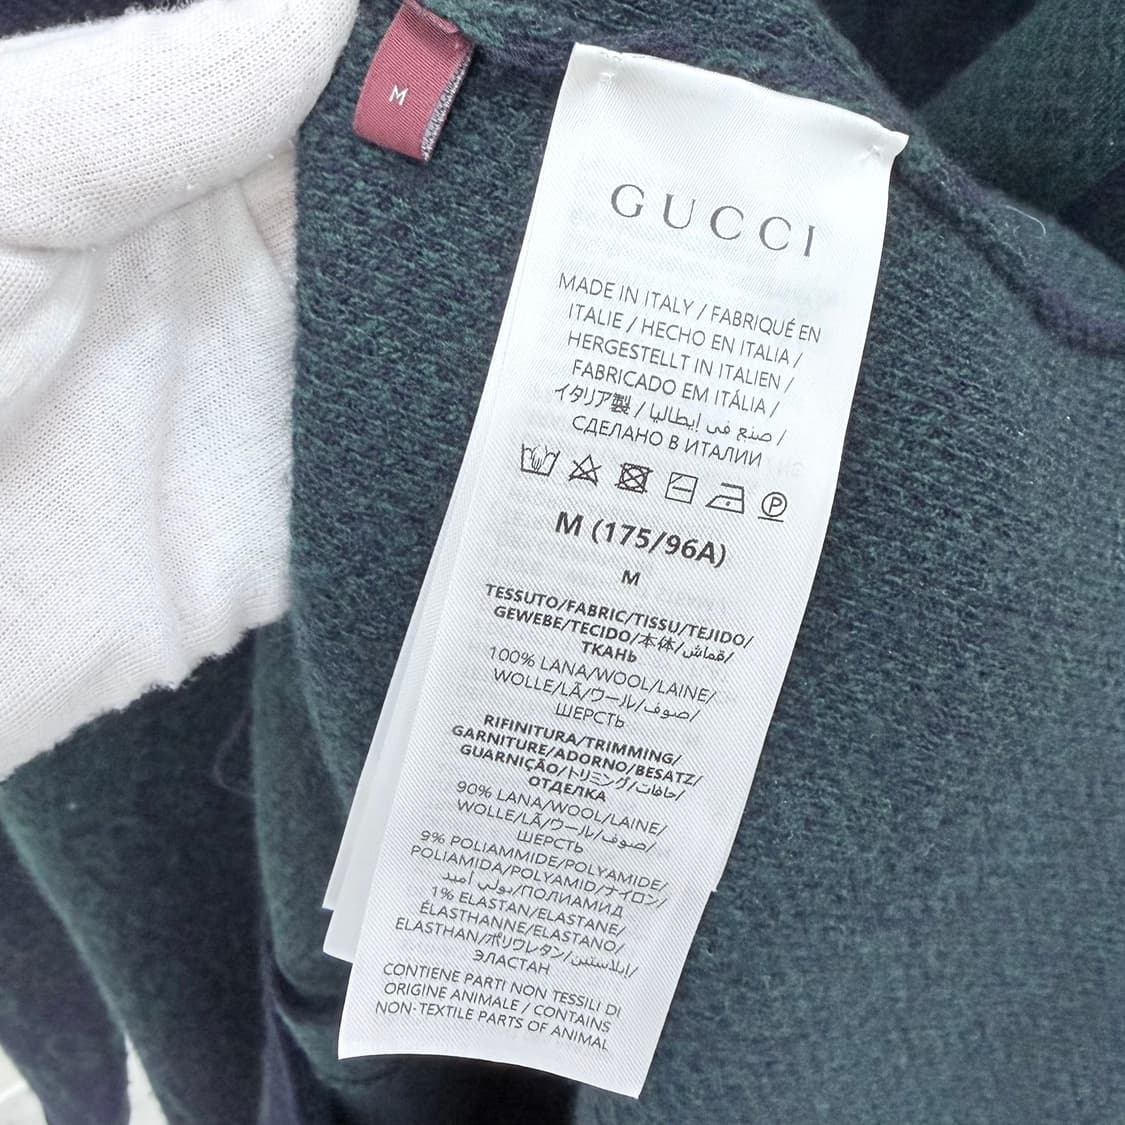 M
GUCCI
MADE IN ITALY / FABRIQUÉ EN
ITALIE / HECHO EN ITALIA /
HERGESTELLT IN ITALIEN /
FABRICADO EM ITÁLIA /
イタリア製 / صنع في إيطاليا /
СДЕЛАНО В ИТАЛИИ
P
M (175/96A)
M
TESSUTO/FABRIC/TISSU/TEJIDO/
GEWEBE/TECIDO/本体/قماش/
ТКАНЬ
100% LANA/WOOL/LAINE/
WOLLE/LÃ/ウール/صوف/
ШЕРСТЬ
RIFINITURA/TRIMMING/
GARNITURE/ADORNO/BESATZ/
GUARNIÇÃO/トリミング/حافات/
ОТДЕЛКА
90% LANA/WOOL/LAINE/
WOLLE/LÃ/ウール/صوف/
ШЕРСТЬ
9% POLIAMMIDE/POLYAMIDE/
POLIAMIDA/POLYAMID/ナイロン/
بولي أميد/ПОЛИАМИД
1% ELASTAN/ELASTANE/
ÉLASTHANNE/ELASTANO/
ELASTHAN/ポリウレタン/إيلاستين/
ЭЛАСТАН
CONTIENE PARTI NON TESSILI DI
ORIGINE ANIMALE / CONTAINS
NON-TEXTILE PARTS OF ANIMAL